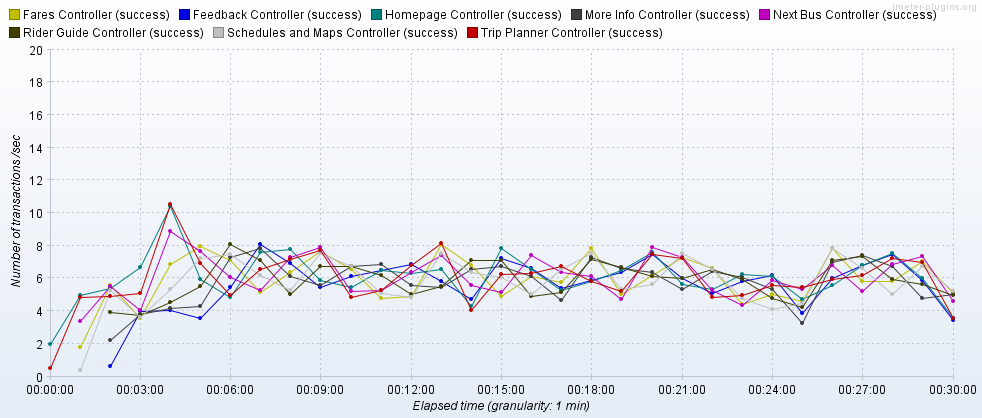 jmeter-plugins.org
Fares Controller (success) Feedback Controller (success) Homepage Controller (success) More Info Controller (success) Next Bus Controller (success)
Rider Guide Controller (success) Schedules and Maps Controller (success) Trip Planner Controller (success)
20
18
16
14
12
10
8
6
4
2
0
Number of transactions /sec
00:00:00 00:03:00 00:06:00 00:09:00 00:12:00 00:15:00 00:18:00 00:21:00 00:24:00 00:27:00 00:30:00
Elapsed time (granularity: 1 min)